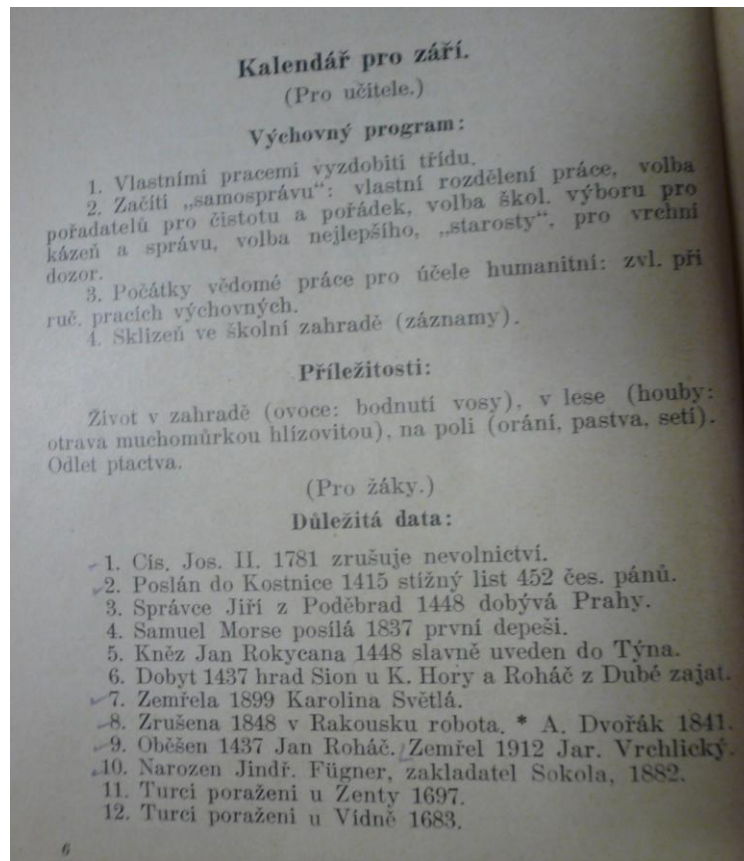 Kalendář pro září.
(Pro učitele.)
Výchovný program:
1. Vlastními pracemi vyzdobiti třídu.
2. Začíti „samosprávu“: vlastní rozdělení práce, volba
pořadatelů pro čistotu a pořádek, volba škol. výboru pro
kázeň a správu, volba nejlepšího, „starosty“, pro vrchní
dozor.
3. Počátky vědomé práce pro účele humanitní: zvl. při
ruč. pracích výchovných.
4. Sklizeň ve školní zahradě (záznamy).
Příležitosti:
Život v zahradě (ovoce: bodnutí vosy), v lese (houby:
otrava muchomůrkou hlízovitou), na poli (orání, pastva, setí).
Odlet ptactva.
(Pro žáky.)
Důležitá data:
1. Cís. Jos. II. 1781 zrušuje nevolnictví.
2. Poslán do Kostnice 1415 stížný list 452 čes. pánů.
3. Správce Jiří z Poděbrad 1448 dobývá Prahy.
4. Samuel Morse posílá 1837 první depeši.
5. Kněz Jan Rokycana 1448 slavně uveden do Týna.
6. Dobyt 1437 hrad Sion u K. Hory a Roháč z Dubé zajat.
7. Zemřela 1899 Karolina Světlá.
8. Zrušena 1848 v Rakousku robota. * A. Dvořák 1841.
9. Oběšen 1437 Jan Roháč. Zemřel 1912 Jar. Vrchlický.
10. Narozen Jindř. Fügner, zakladatel Sokola, 1882.
11. Turci poraženi u Zenty 1697.
12. Turci poraženi u Vídně 1683.
6